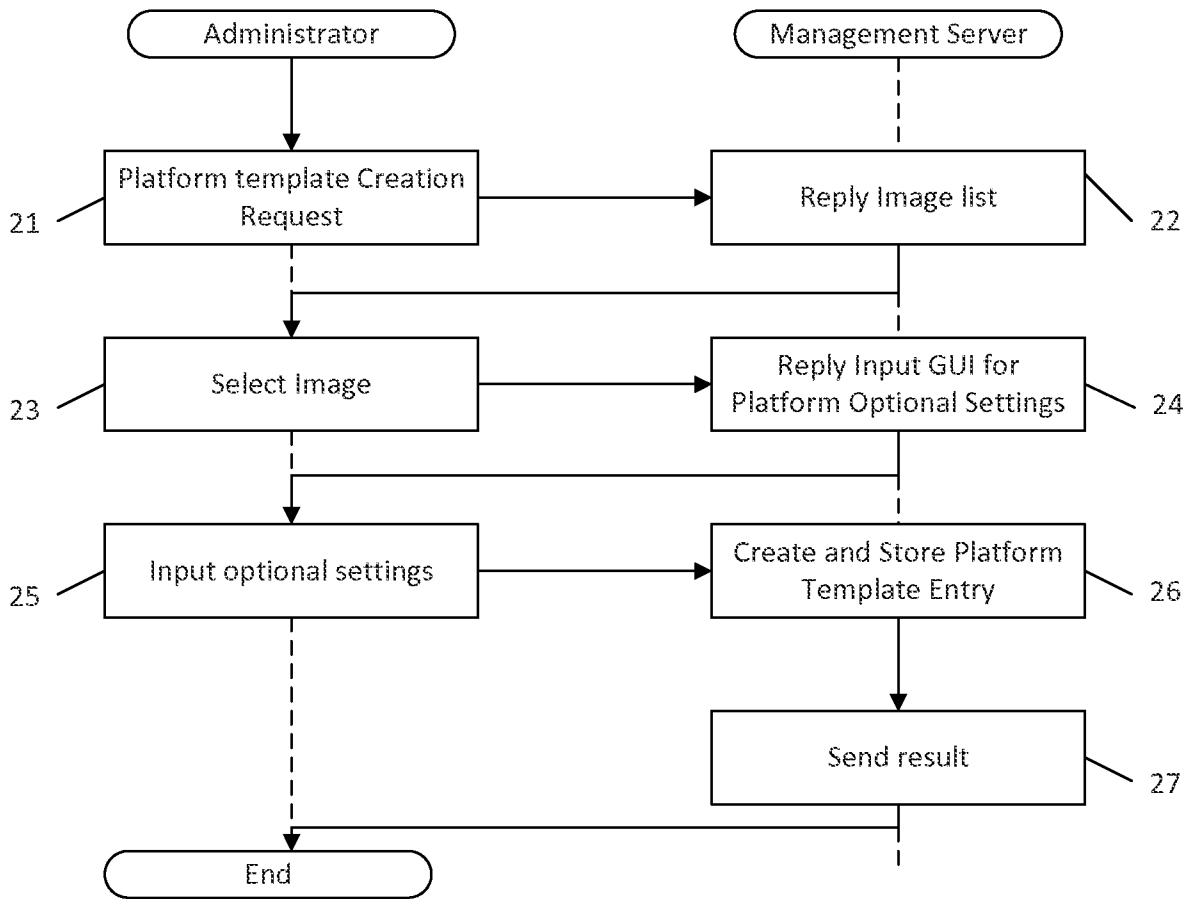 Administrator
Management Server
Platform template Creation
Request
Reply Image list
21
22
Select Image
Reply Input GUI for
Platform Optional Settings
23
24
Input optional settings
Create and Store Platform
Template Entry
25
26
Send result
27
End